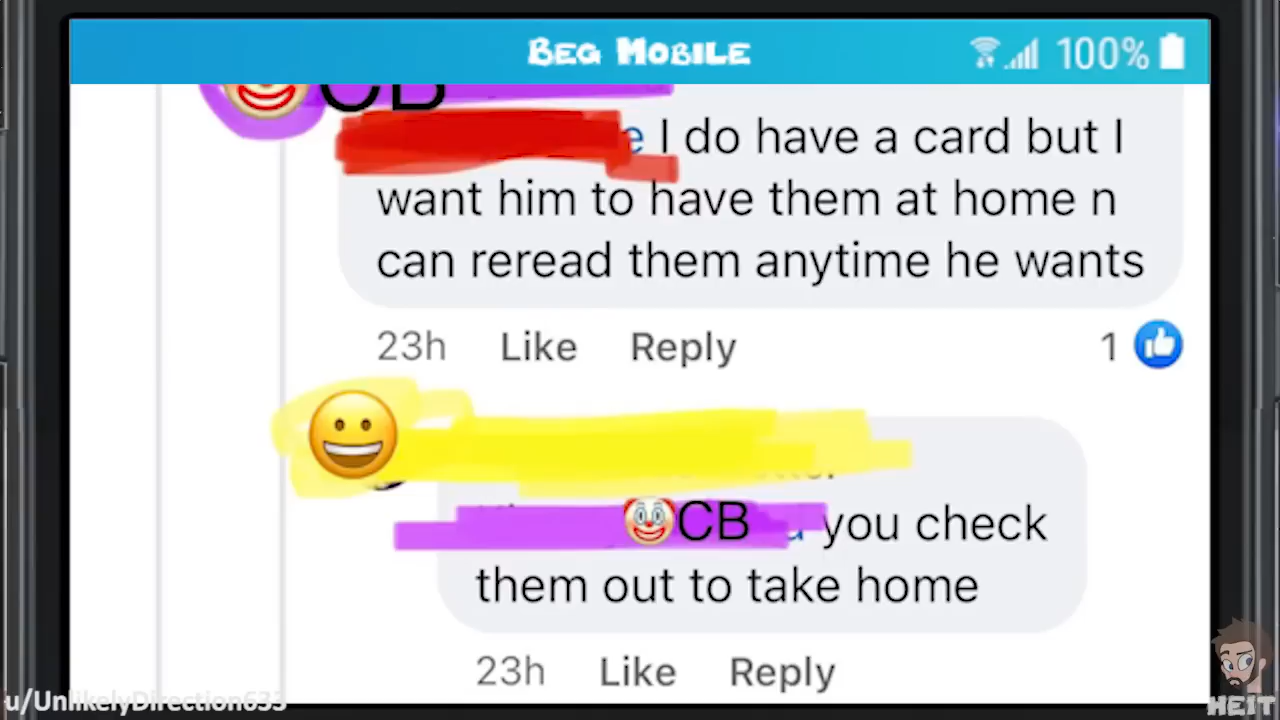 BEG MOBILE
100%
CB
e I do have a card but I
want him to have them at home n
can reread them anytime he wants
23h Like Reply 1
CB you check
them out to take home
23h Like Reply
u/UnlikelyDirection633
HEIT